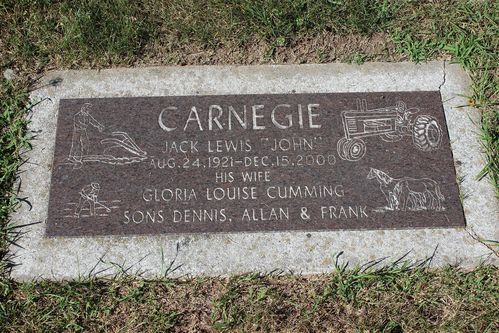 CARNEGIE
JACK LEWIS "JOHN"
AUG.24.1921-DEC.15.2000
HIS WIFE
GLORIA LOUISE CUMMING
SONS DENNIS, ALLAN & FRANK